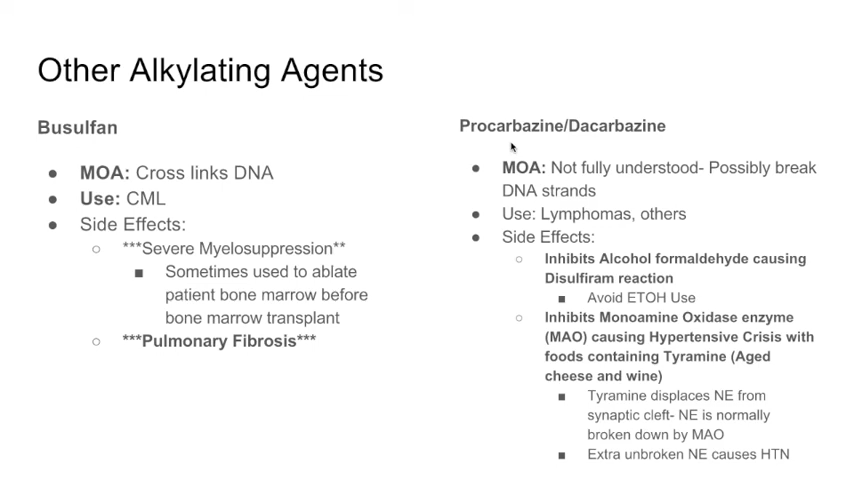 Other Alkylating Agents
Busulfan
● MOA: Cross links DNA
● Use: CML
● Side Effects:
○ ***Severe Myelosuppression**
■ Sometimes used to ablate
patient bone marrow before
bone marrow transplant
○ ***Pulmonary Fibrosis***
Procarbazine/Dacarbazine
● MOA: Not fully understood- Possibly break
DNA strands
● Use: Lymphomas, others
● Side Effects:
○ Inhibits Alcohol formaldehyde causing
Disulfiram reaction
■ Avoid ETOH Use
○ Inhibits Monoamine Oxidase enzyme
(MAO) causing Hypertensive Crisis with
foods containing Tyramine (Aged
cheese and wine)
■ Tyramine displaces NE from
synaptic cleft- NE is normally
broken down by MAO
■ Extra unbroken NE causes HTN